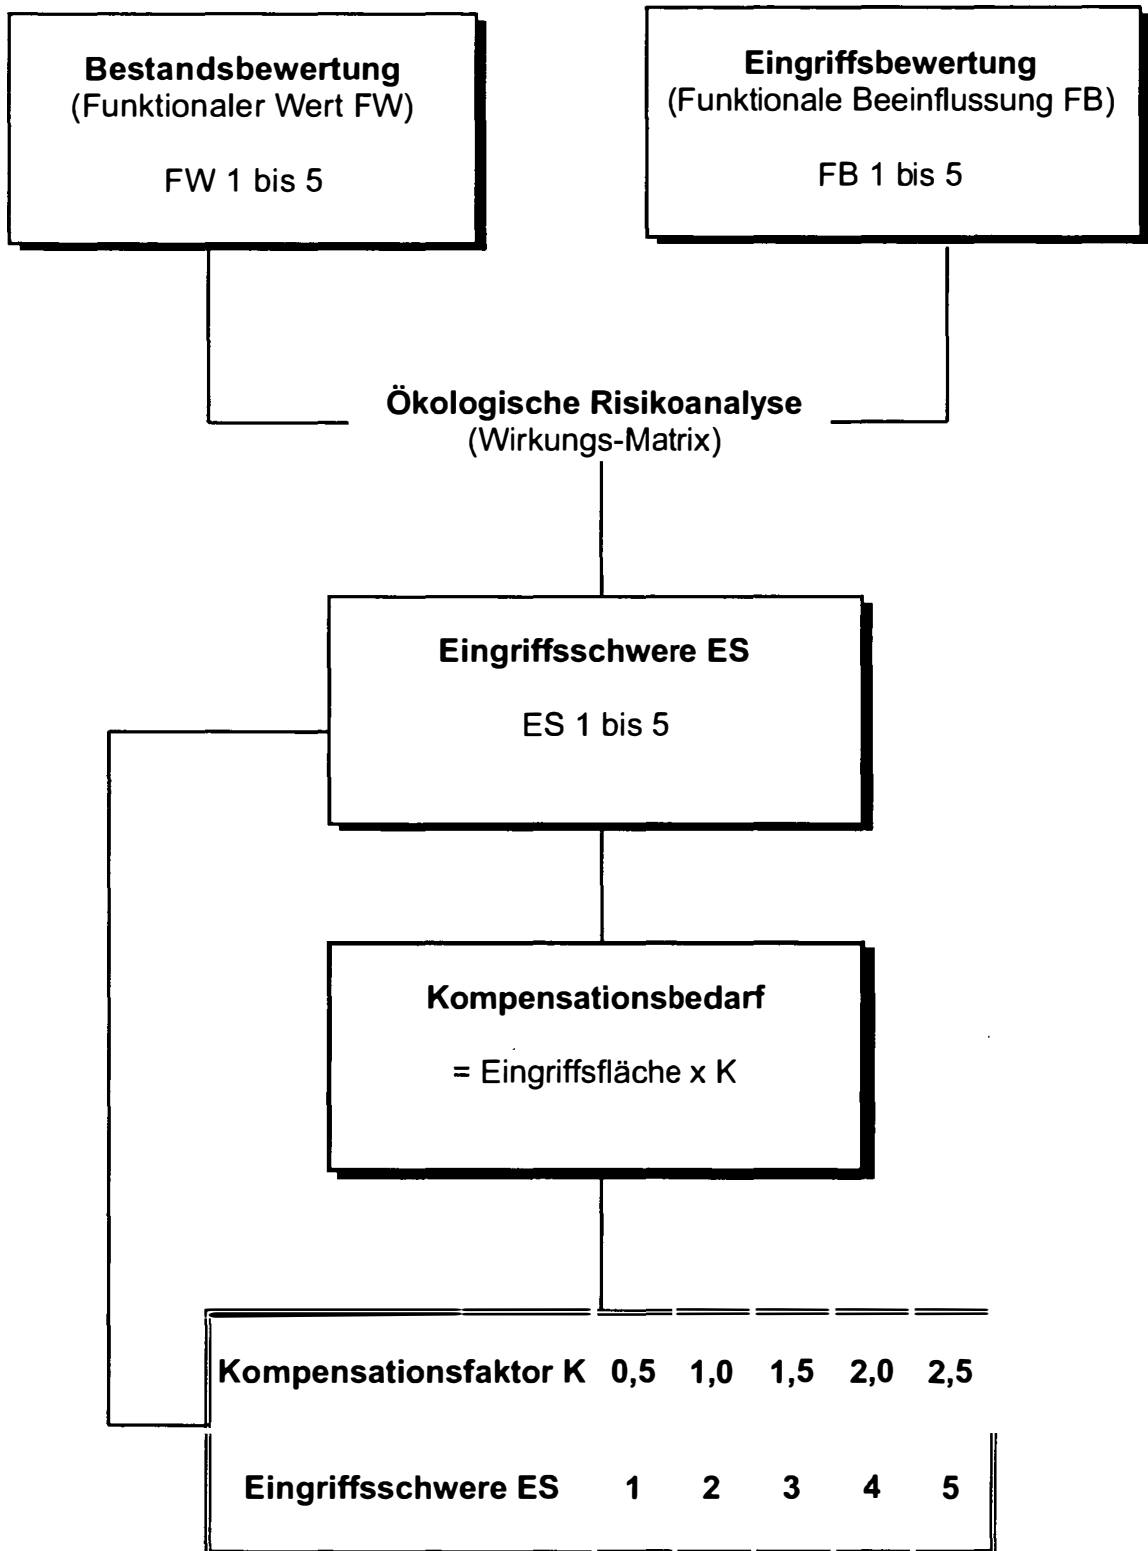 Bestandsbewertung
(Funktionaler Wert FW)
FW 1 bis 5
Eingriffsbewertung
(Funktionale Beeinflussung FB)
FB 1 bis 5
Ökologische Risikoanalyse
(Wirkungs-Matrix)
Eingriffsschwere ES
ES 1 bis 5
Kompensationsbedarf
= Eingriffsfläche x K
Kompensationsfaktor K 0,5 1,0 1,5 2,0 2,5
Eingriffsschwere ES 1 2 3 4 5